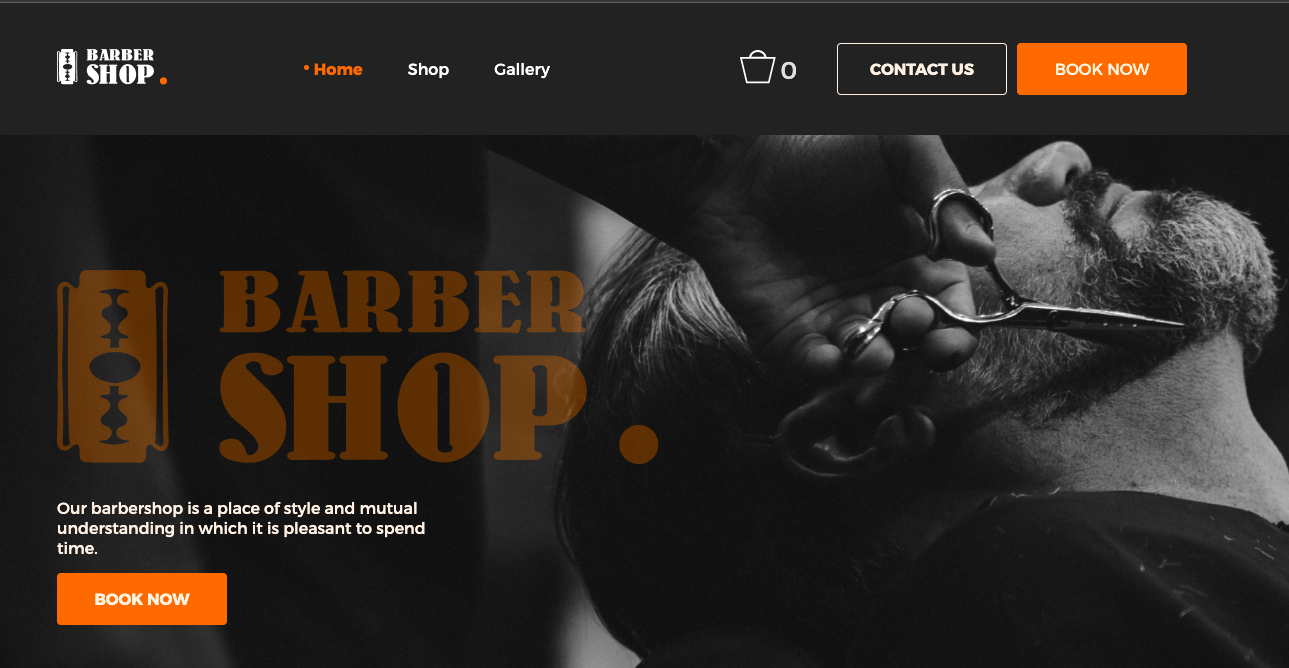 BARBER
SHOP.
Home
Shop
Gallery
0
CONTACT US
BOOK NOW
BARBER
SHOP.
Our barbershop is a place of style and mutual
understanding in which it is pleasant to spend
time.
BOOK NOW